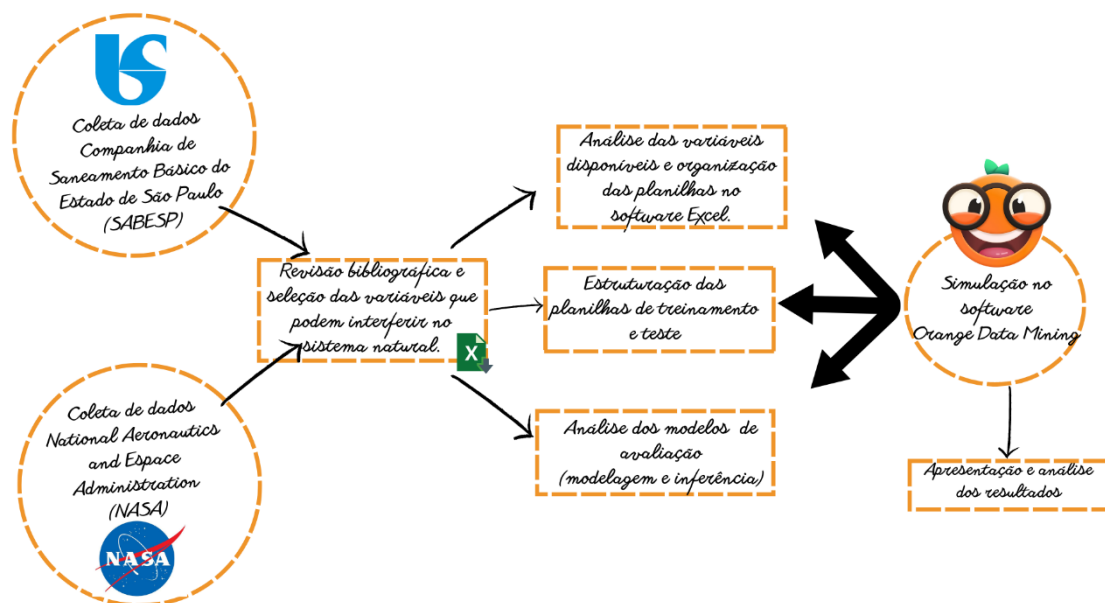 Coleta de dados
Companhia de
Saneamento Básico do
Estado de São Paulo
(SABESP)
Coleta de dados
National Aeronautics
and Espace
Administration
(NASA)
NASA
Revisão bibliográfica e
seleção das variáveis que
podem interferir no
sistema natural.
X
Análise das variáveis
disponíveis e organização
das planilhas no
software Excel.
Estruturação das
planilhas de treinamento
e teste
Análise dos modelos de
avaliação
(modelagem e inferência)
Simulação no
software
Orange Data Mining
Apresentação e análise
dos resultados